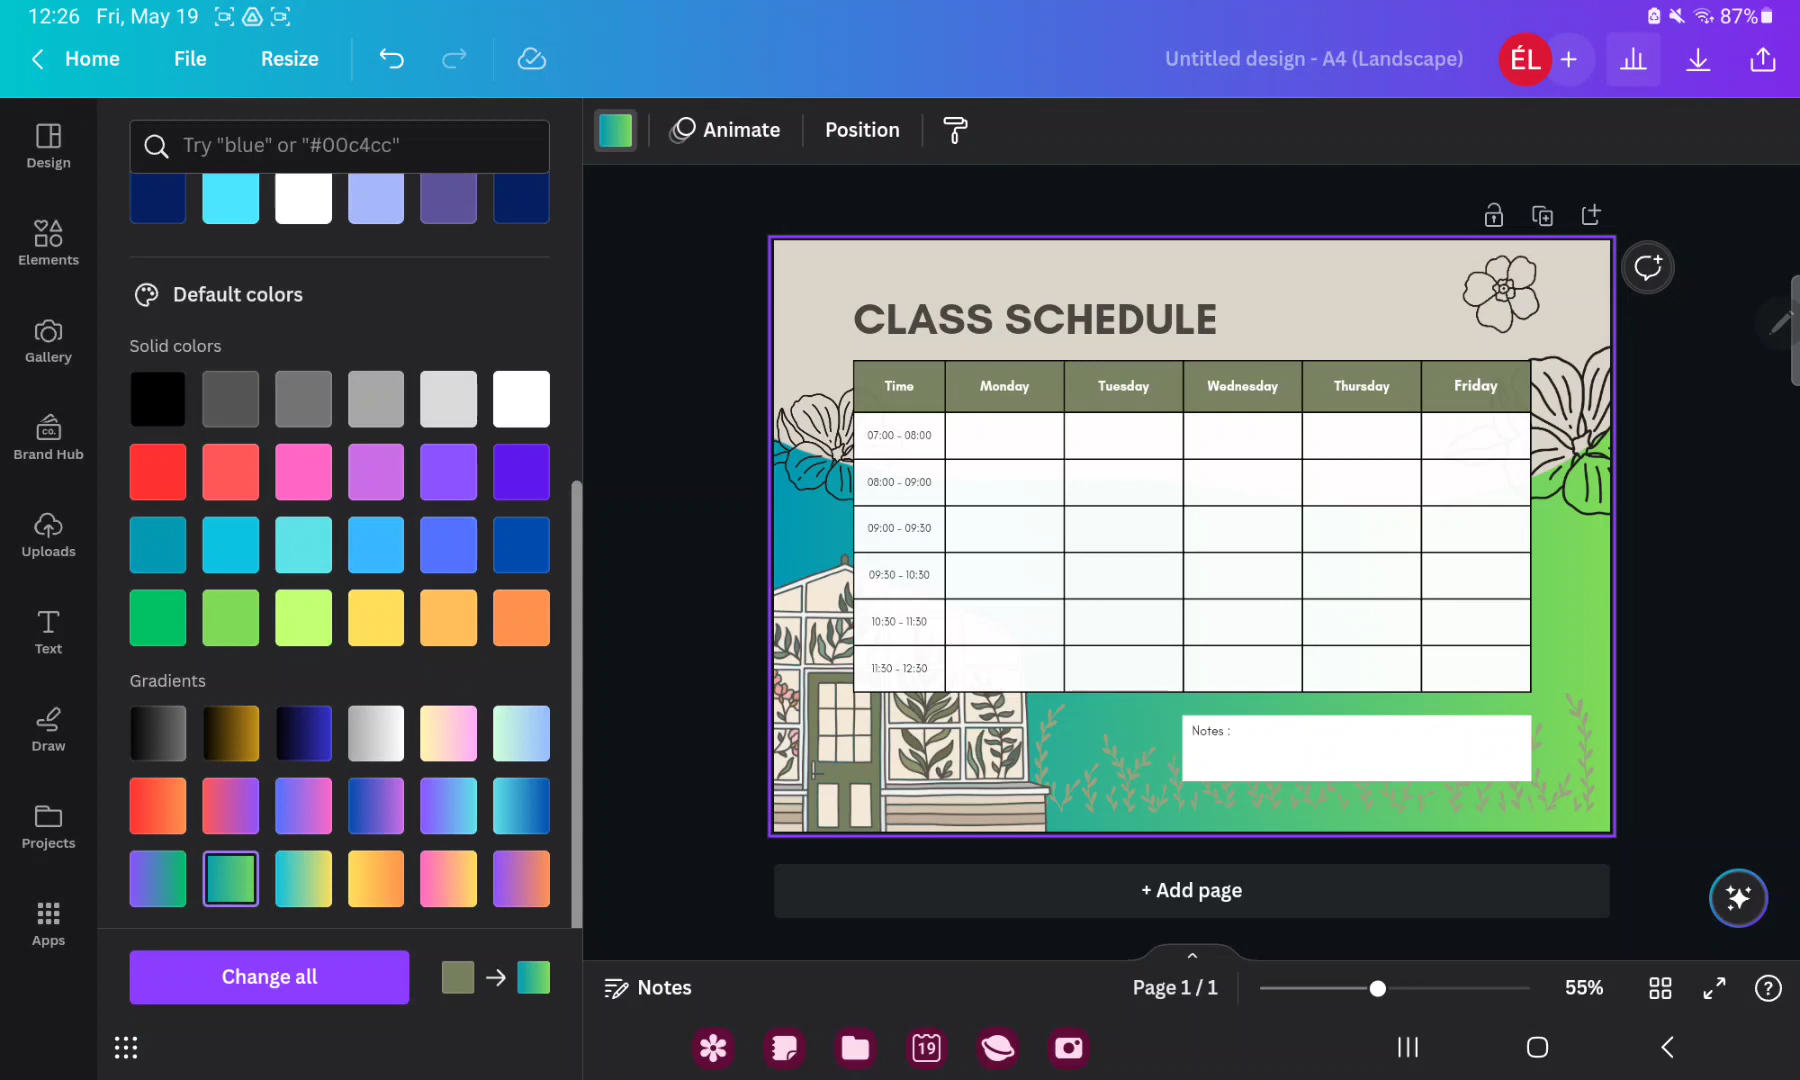 12:26 Fri, May 19
87%
Home
File
Resize
Untitled design - A4 (Landscape)
ÉL
+
Design
Elements
Gallery
CO.
Brand Hub
Uploads
Text
Draw
Projects
Apps
Try "blue" or "#00c4cc"
Default colors
Solid colors
Gradients
Change all
Animate
Position
CLASS SCHEDULE
Time Monday Tuesday Wednesday Thursday Friday
07:00 - 08:00
08:00 - 09:00
09:00 - 09:30
09:30 - 10:30
10:30 - 11:30
11:30 - 12:30
Notes :
+ Add page
Notes
Page 1 / 1
55%
?
19